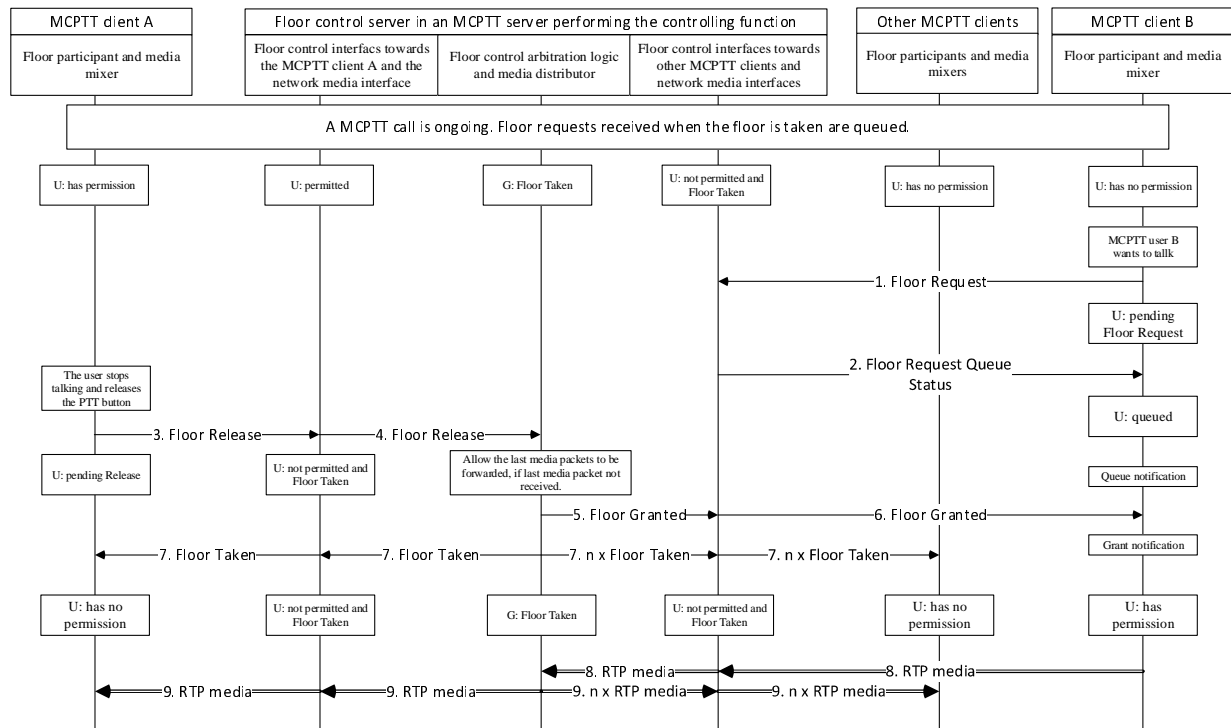 MCPTT client A
Floor control server in an MCPTT server performing the controlling function
Other MCPTT clients
MCPTT client B
Floor participant and media
mixer
Floor control interfacs towards
the MCPTT client A and the
network media interface
Floor control arbitration logic
and media distributor
Floor control interfaces towards
other MCPTT clients and
network media interfaces
Floor participants and media
mixers
Floor participant and media
mixer
A MCPTT call is ongoing. Floor requests received when the floor is taken are queued.
U: has permission
U: permitted
G: Floor Taken
U: not permitted and
Floor Taken
U: has no permission
U: has no permission
MCPTT user B
wants to tallk
1. Floor Request
U: pending
Floor Request
2. Floor Request Queue
Status
The user stops
talking and releases
the PTT button
U: queued
3. Floor Release
4. Floor Release
U: pending Release
U: not permitted and
Floor Taken
Allow the last media packets to be
forwarded, if last media packet not
received.
Queue notification
5. Floor Granted
6. Floor Granted
Grant notification
7. Floor Taken
7. Floor Taken
7. n x Floor Taken
7. n x Floor Taken
U: has no
permission
U: not permitted and
Floor Taken
G: Floor Taken
U: not permitted and
Floor Taken
U: has no
permission
U: has
permission
8. RTP media
8. RTP media
9. RTP media
9. RTP media
9. n x RTP media
9. n x RTP media